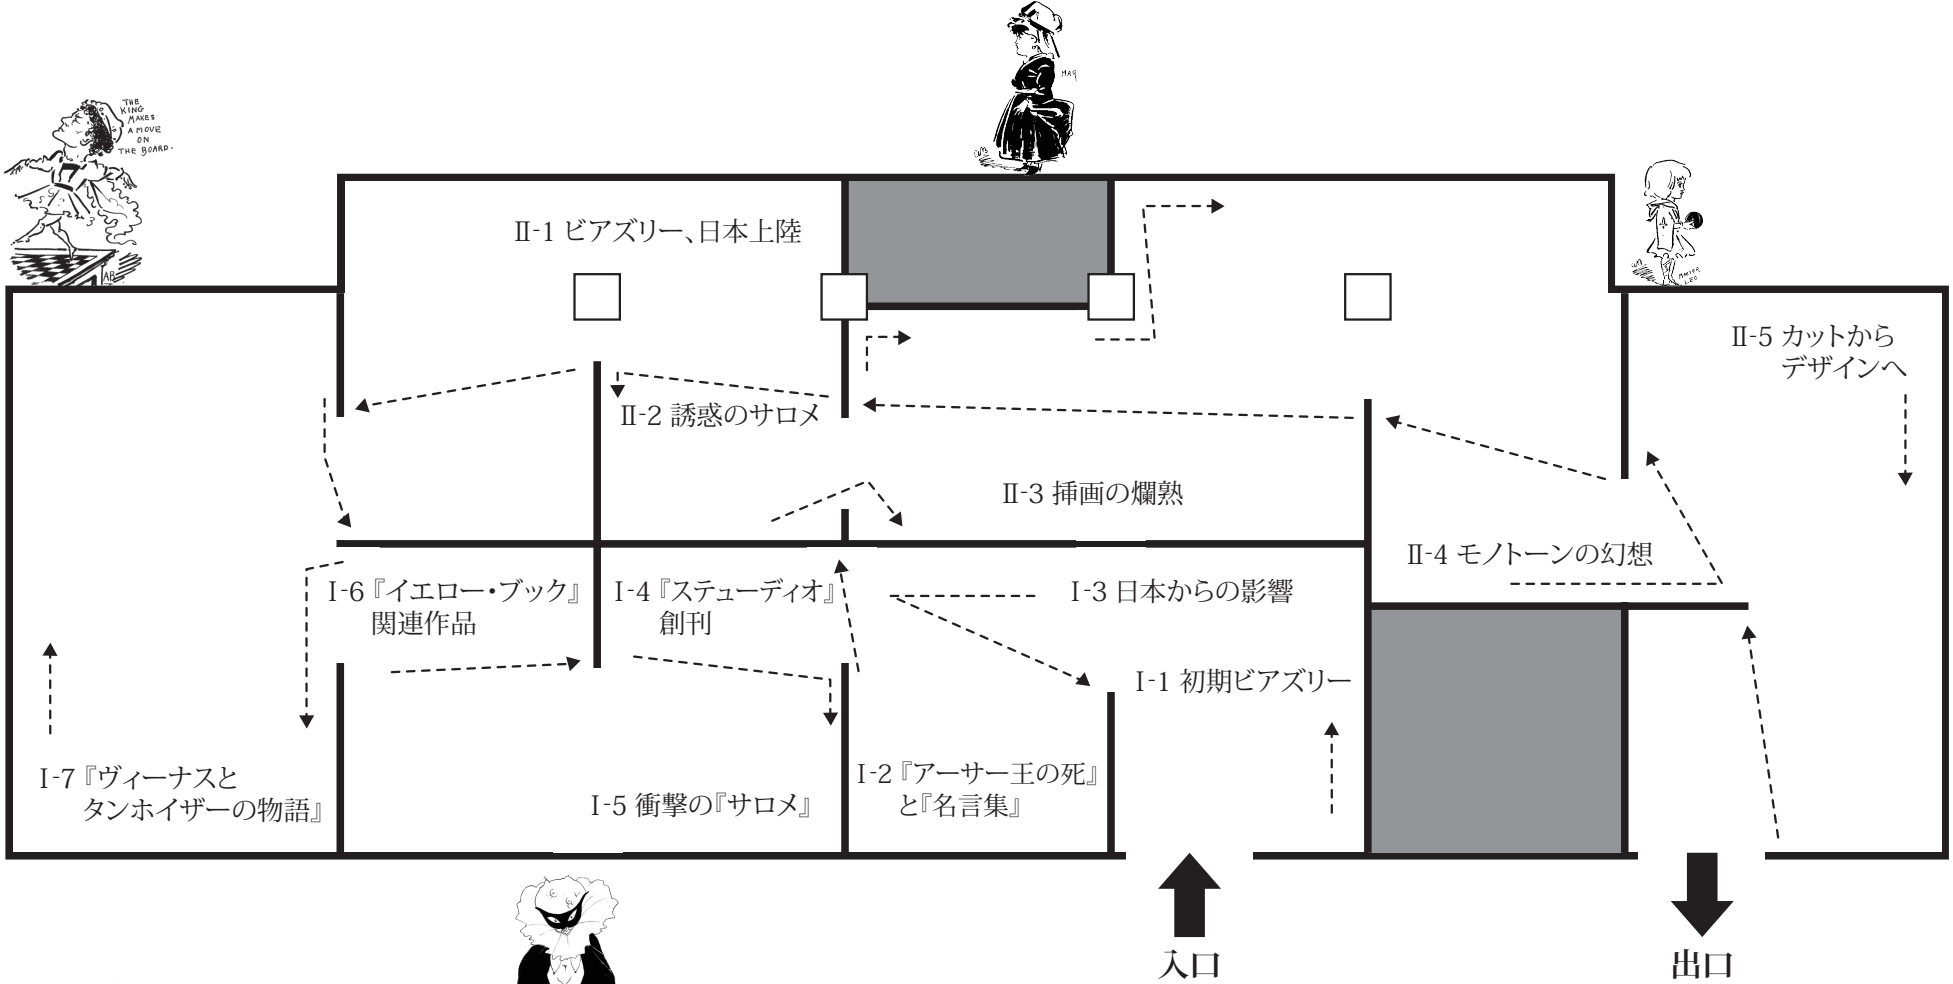 MAR
THE
KING
MAKES
A MOVE
ON
THE BOARD.
Ⅱ-1 ビアズリー、日本上陸
AB
Ⅱ-5 カットから
デザインへ
Ⅱ-2 誘惑のサロメ
Ⅱ-3 挿画の爛熟
Ⅱ-4 モノトーンの幻想
Ⅰ-6『イエロー・ブック』
関連作品
Ⅰ-4『ステューディオ』
創刊
Ⅰ-3 日本からの影響
Ⅰ-1 初期ビアズリー
Ⅰ-7『ヴィーナスと
タンホイザーの物語』
Ⅰ-5 衝撃の『サロメ』
Ⅰ-2『アーサー王の死』
と『名言集』
入口
出口